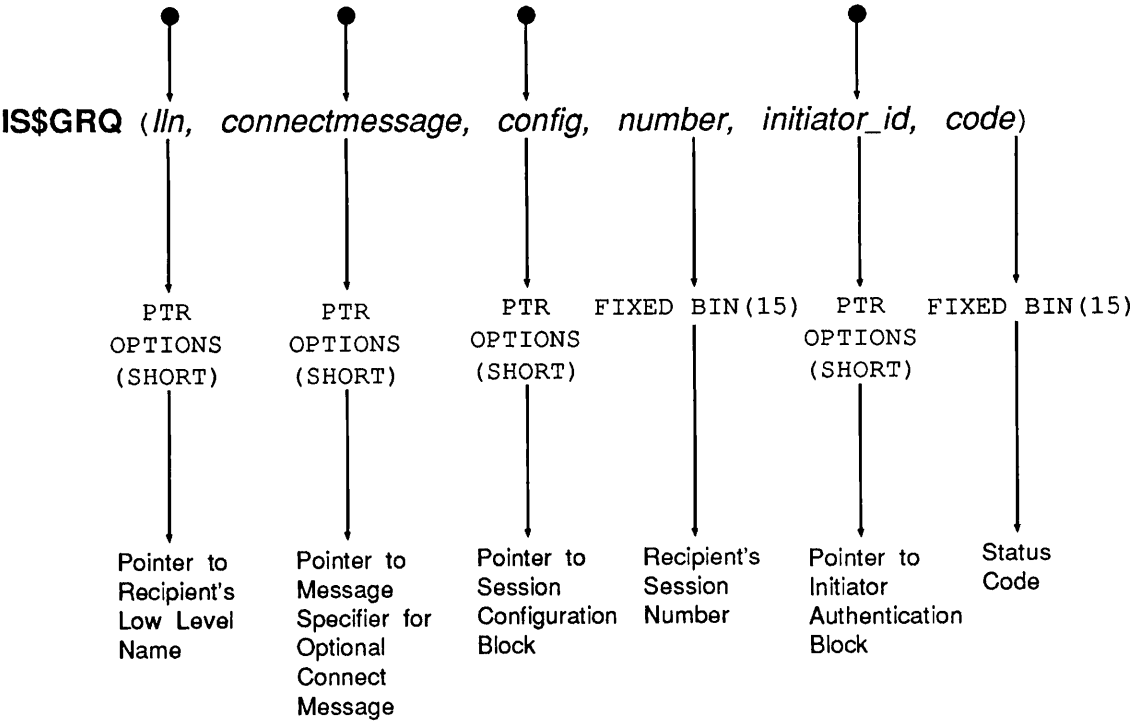 IS$GRQ (lln, connectmessage, config, number, initiator_id, code)
PTR
OPTIONS
(SHORT)
PTR
OPTIONS
(SHORT)
PTR
OPTIONS
(SHORT)
FIXED BIN(15)
PTR
OPTIONS
(SHORT)
FIXED BIN(15)
Pointer to
Recipient's
Low Level
Name
Pointer to
Message
Specifier for
Optional
Connect
Message
Pointer to
Session
Configuration
Block
Recipient's
Session
Number
Pointer to
Initiator
Authentication
Block
Status
Code